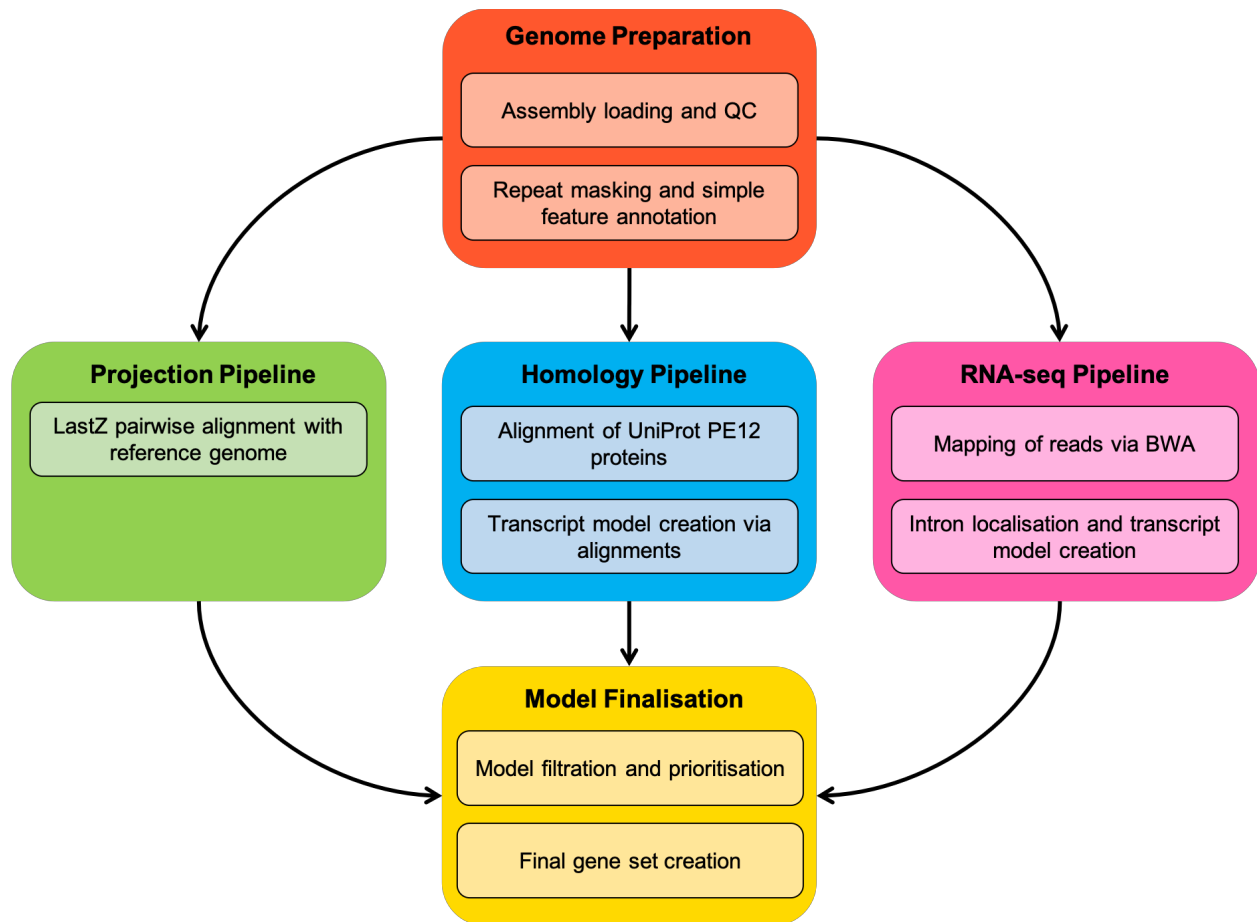 Genome Preparation
Assembly loading and QC
Repeat masking and simple
feature annotation
Projection Pipeline
LastZ pairwise alignment with
reference genome
Homology Pipeline
Alignment of UniProt PE12
proteins
Transcript model creation via
alignments
RNA-seq Pipeline
Mapping of reads via BWA
Intron localisation and transcript
model creation
Model Finalisation
Model filtration and prioritisation
Final gene set creation